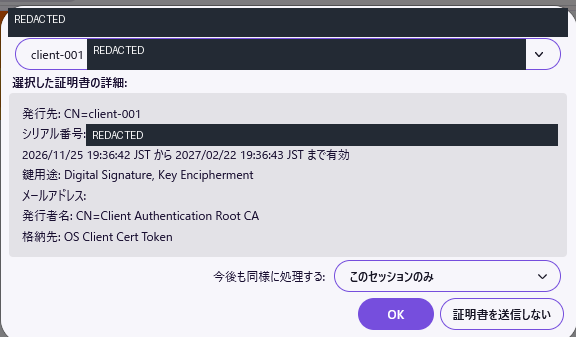 REDACTED
client-001 REDACTED
選択した証明書の詳細:
発行先: CN=client-001
シリアル番号: REDACTED
2026/11/25 19:36:42 JST から 2027/02/22 19:36:43 JST まで有効
鍵用途: Digital Signature, Key Encipherment
メールアドレス:
発行者名: CN=Client Authentication Root CA
格納先: OS Client Cert Token
今後も同様に処理する: このセッションのみ
OK 証明書を送信しない